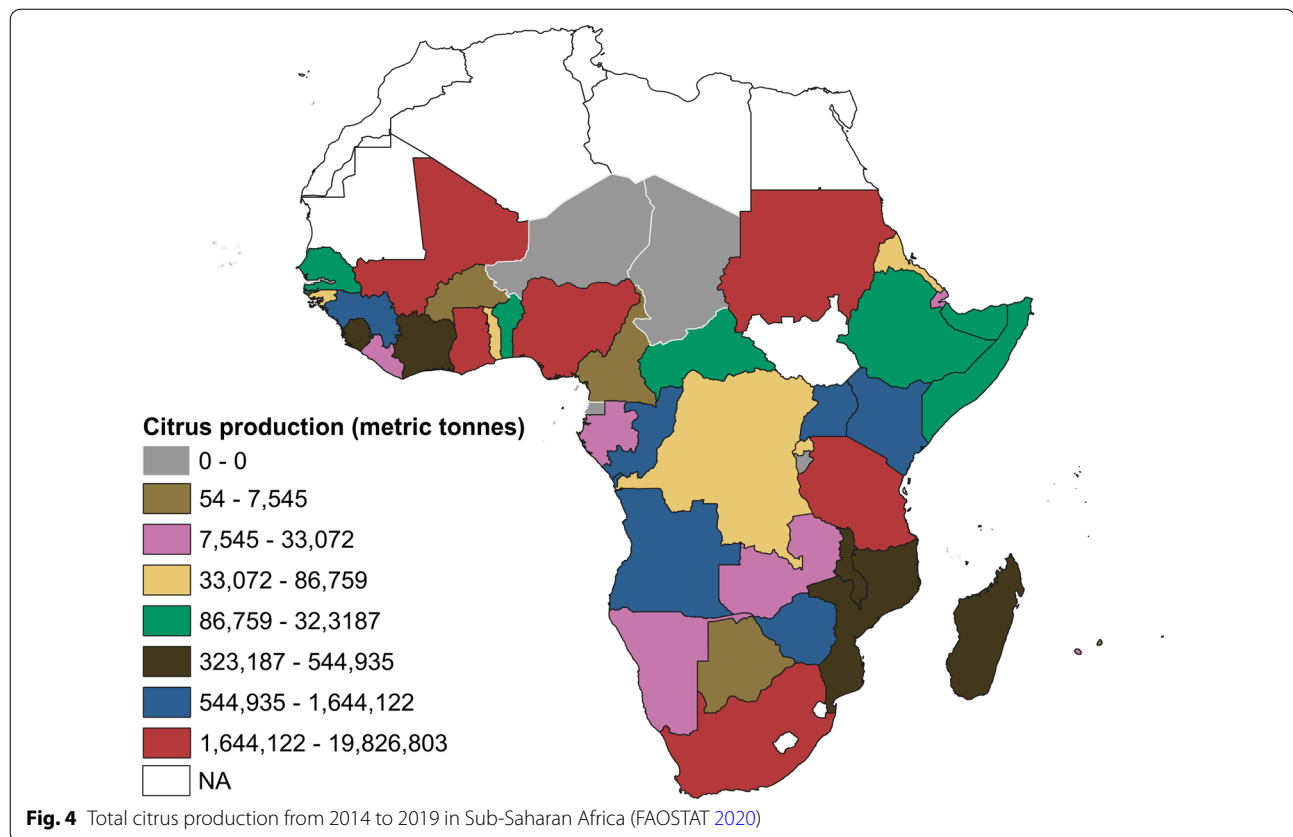 Citrus production (metric tonnes)
0 - 0
54 - 7,545
7,545 - 33,072
33,072 - 86,759
86,759 - 32,3187
323,187 - 544,935
544,935 - 1,644,122
1,644,122 - 19,826,803
NA
Fig. 4 Total citrus production from 2014 to 2019 in Sub-Saharan Africa (FAOSTAT 2020)